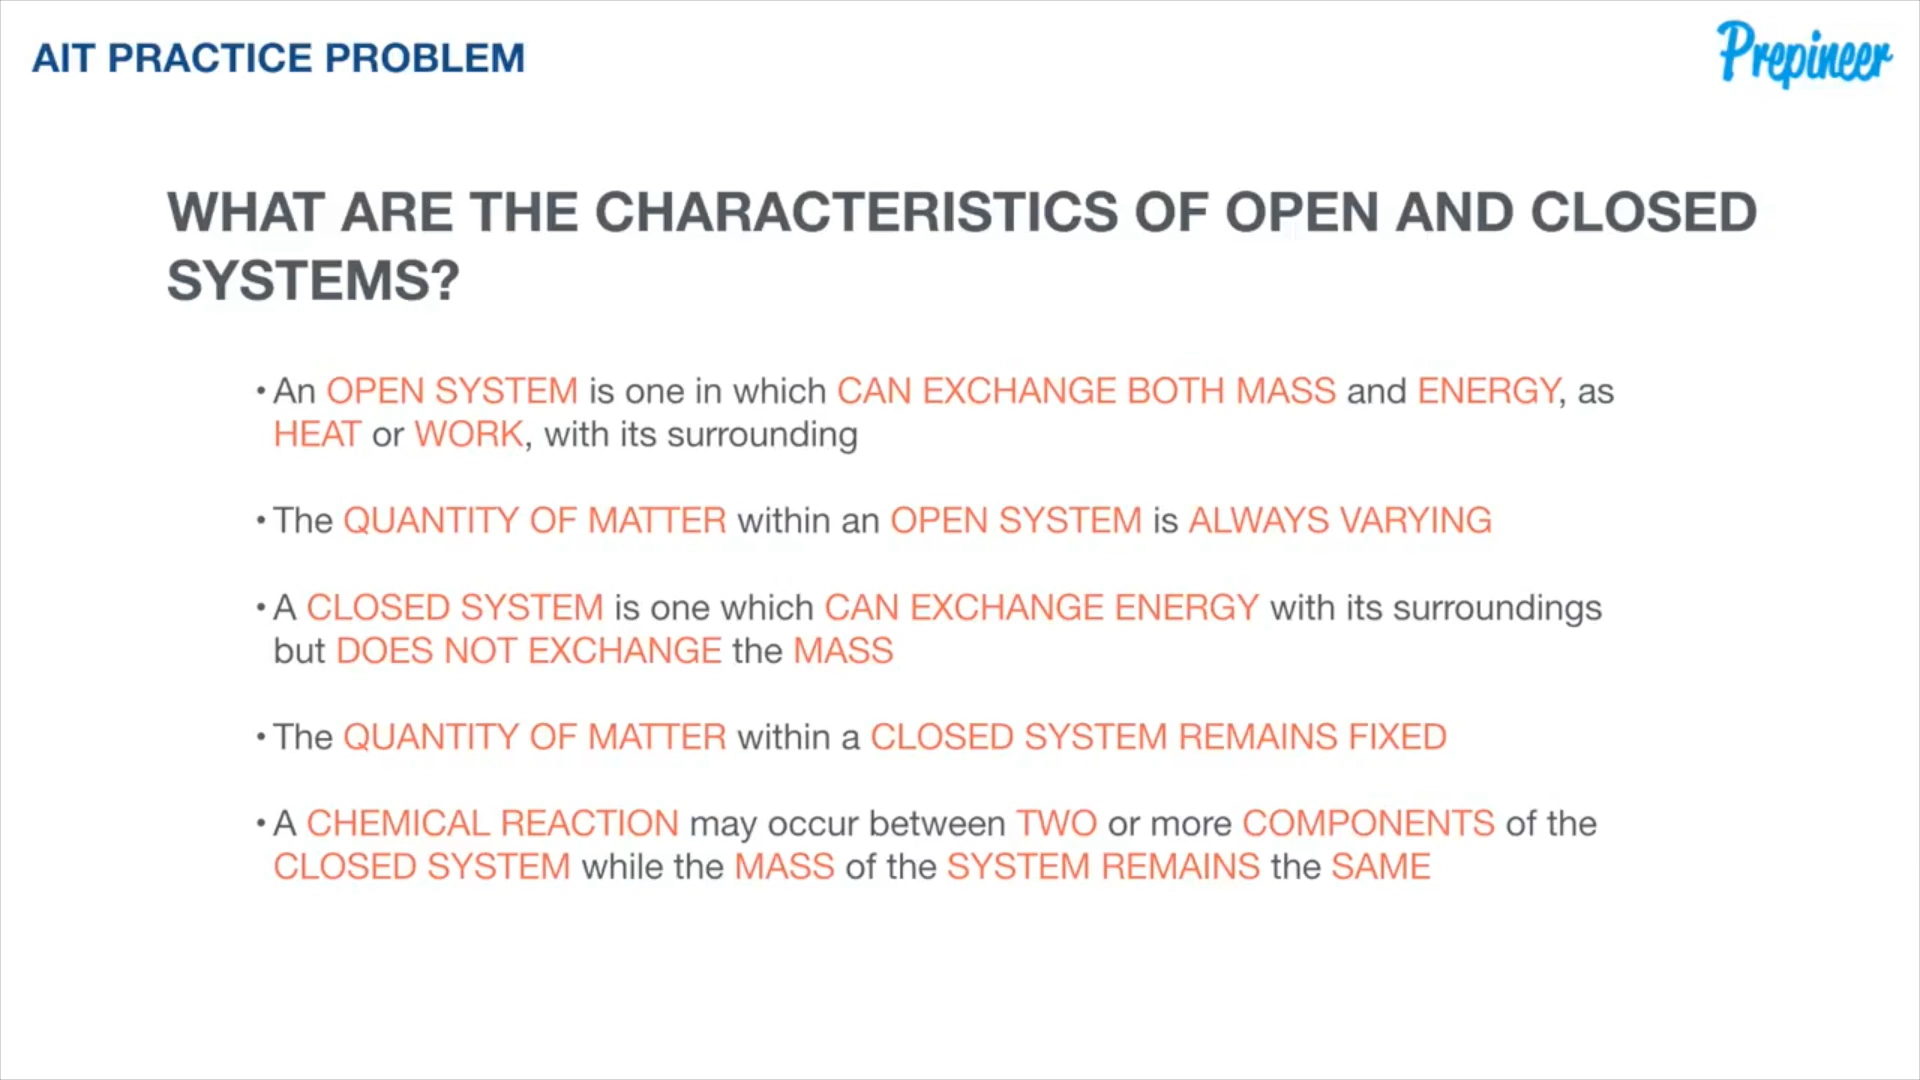 AIT PRACTICE PROBLEM
Prepineer
WHAT ARE THE CHARACTERISTICS OF OPEN AND CLOSED
SYSTEMS?
• An OPEN SYSTEM is one in which CAN EXCHANGE BOTH MASS and ENERGY, as
HEAT or WORK, with its surrounding
• The QUANTITY OF MATTER within an OPEN SYSTEM is ALWAYS VARYING
• A CLOSED SYSTEM is one which CAN EXCHANGE ENERGY with its surroundings
but DOES NOT EXCHANGE the MASS
• The QUANTITY OF MATTER within a CLOSED SYSTEM REMAINS FIXED
• A CHEMICAL REACTION may occur between TWO or more COMPONENTS of the
CLOSED SYSTEM while the MASS of the SYSTEM REMAINS the SAME